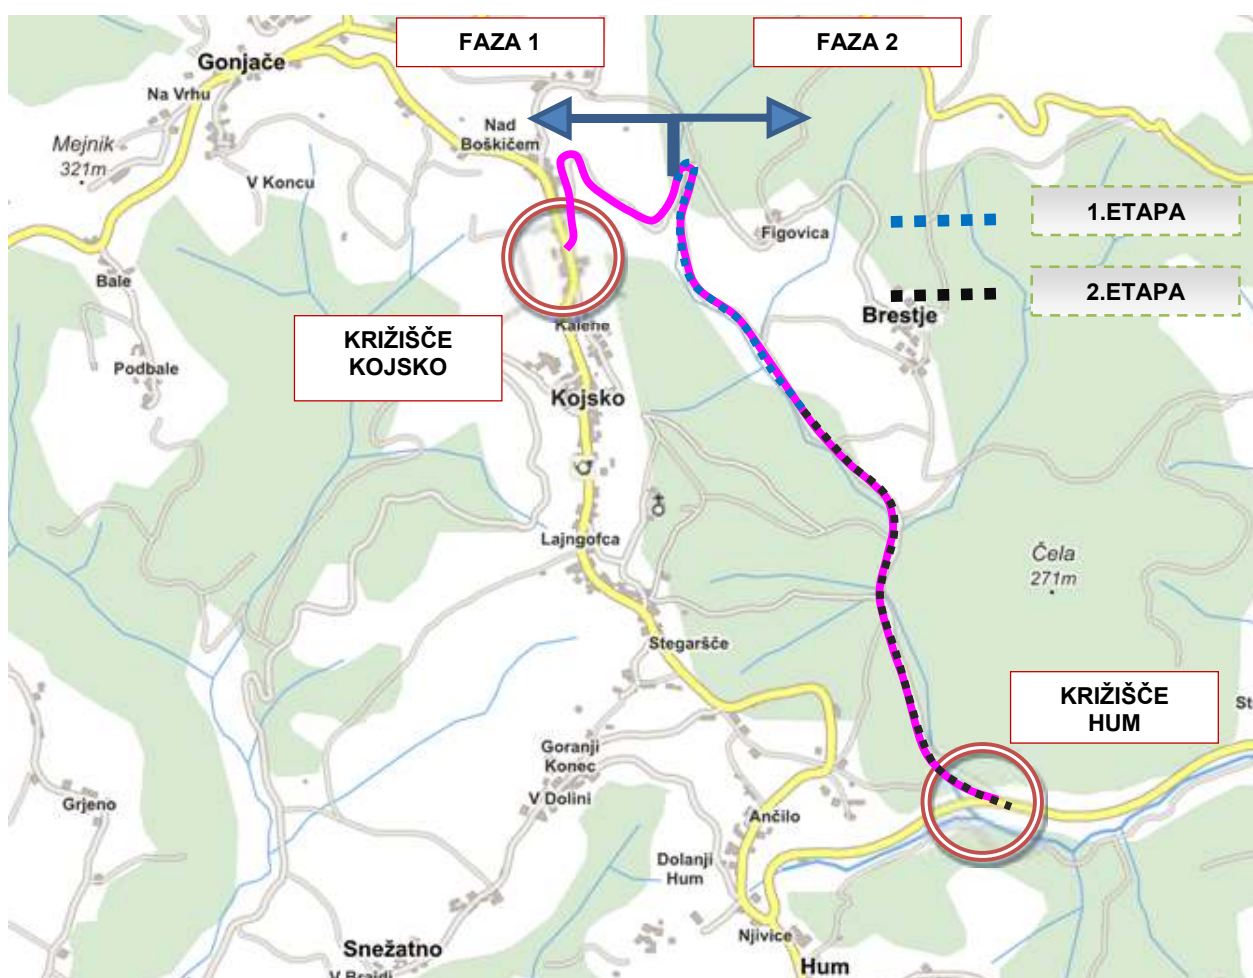 FAZA 1
FAZA 2
Gonjače
Na Vrhu
Mejnik
321m
Nad
Boškičem
V Koncu
1.ETAPA
Figovica
Bale
2.ETAPA
Brestje
KRIŽIŠČE
KOJSKO
Kalene
Podbale
Kojsko
Lajngofca
Čela
271m
Stegaršče
KRIŽIŠČE
HUM
Goranji
Konec
V Dolini
Grjeno
Ančilo
Dolanji
Hum
Njivice
Snežatno
Hum
V Brajdi